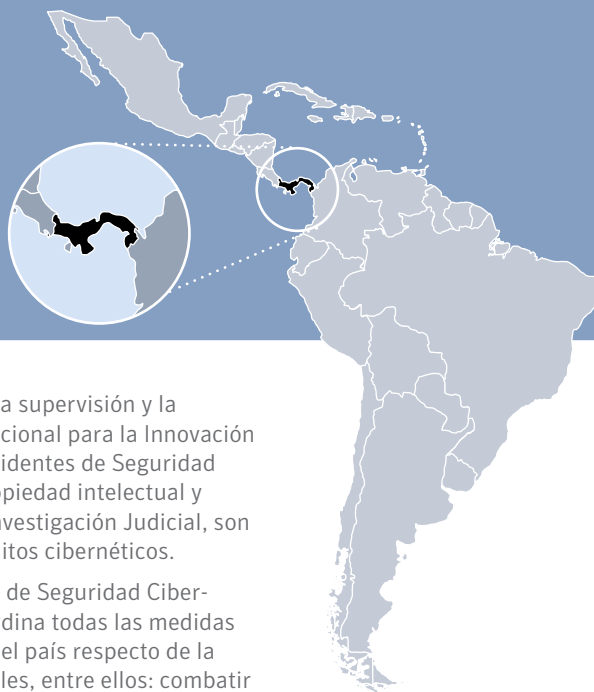 a supervisión y la
cional para la Innovación
identes de Seguridad
opiedad intelectual y
nvestigación Judicial, son
itos cibernéticos.
de Seguridad Ciber-
dina todas las medidas
el país respecto de la
les, entre ellos: combatir